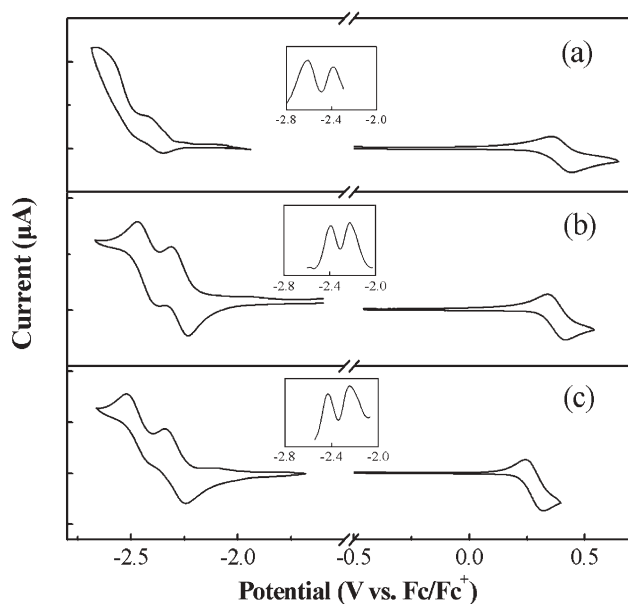 (a)
-2.8 -2.4 -2.0
(b)
-2.8 -2.4 -2.0
(c)
-2.8 -2.4 -2.0
Current (μA)
-2.5 -2.0 -0.5 0.0 0.5
Potential (V vs. Fc/Fc⁺)